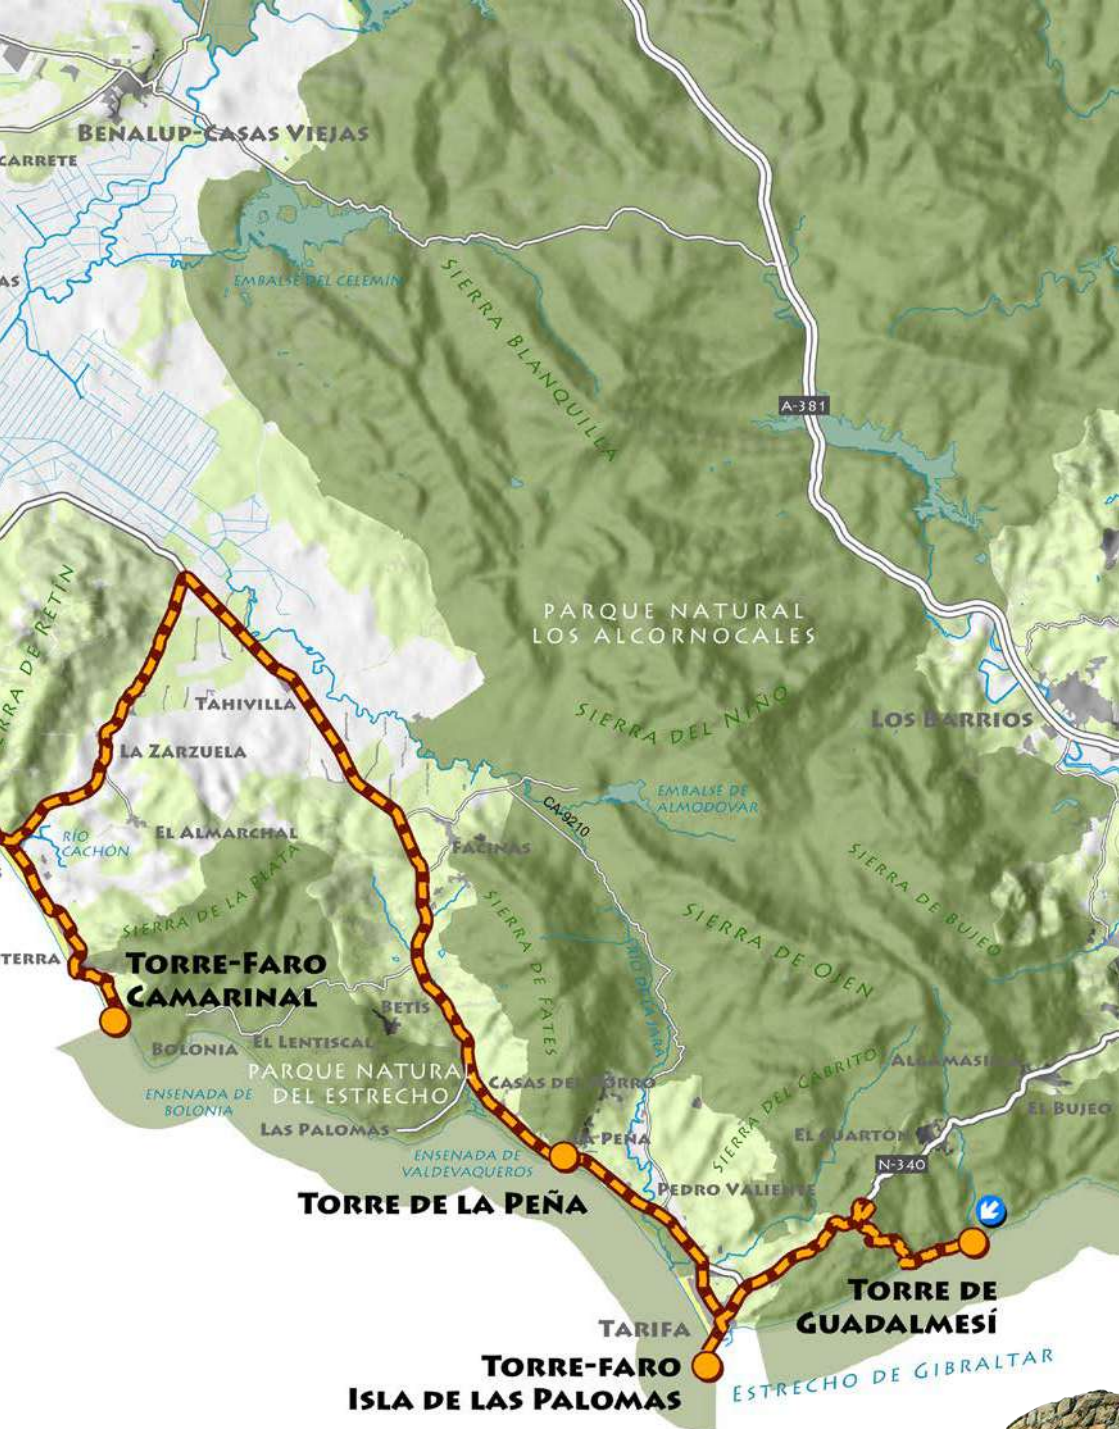 BENALUP-CASAS VIEJAS
CARRETE
AS
EMBALSE DEL CELEMÍN
SIERRA BLANQUILLA
A-381
PARQUE NATURAL
LOS ALCORNOCALES
SIERRA DEL NIÑO
LOS BARRIOS
TAHIVILLA
LA ZARZUELA
EMBALSE DE
ALMODOVAR
CA-9210
RÍO
CACHÓN
EL ALMARCHAL
FACINAS
SIERRA DE LA PLATA
SIERRA DE BUJEO
SIERRA DE OJEN
SIERRA DE FATES
TERRA
TORRE-FARO
CAMARINAL
BETIS
BOLONIA
EL LENTISCAL
PARQUE NATURAL
DEL ESTRECHO
ENSENADA DE
BOLONIA
LAS PALOMAS
ENSENADA DE
VALDEVAQUEROS
SIERRA DEL CABRITO
EL BUJEO
N-340
PEDRO VALIENTE
TORRE DE LA PEÑA
TORRE DE
GUADALMESÍ
TARIFA
TORRE-FARO
ISLA DE LAS PALOMAS
ESTRECHO DE GIBRALTAR